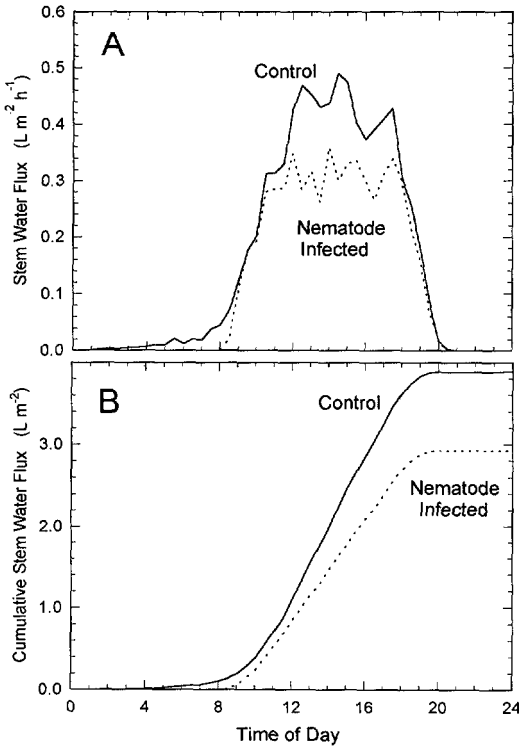 A
0.6
0.5
0.4
0.3
0.2
0.1
0.0
Stem Water Flux (L m⁻² h⁻¹)
Control
Nematode
Infected
B
3.0
2.0
1.0
0.0
Cumulative Stem Water Flux (L m⁻²)
Control
Nematode
Infected
0 4 8 12 16 20 24
Time of Day